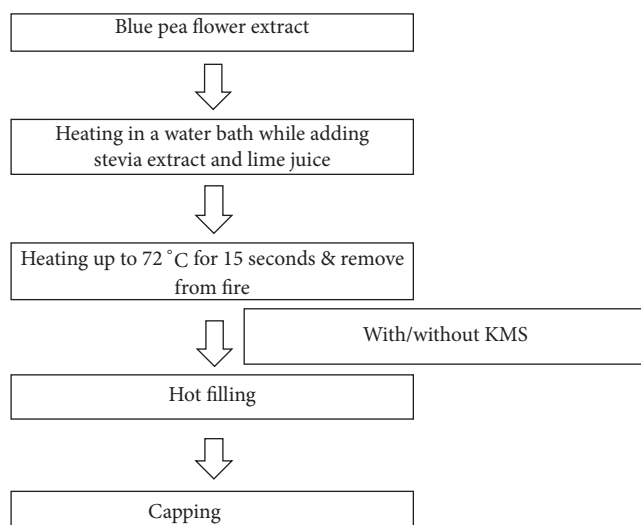 Blue pea flower extract
Heating in a water bath while adding
stevia extract and lime juice
Heating up to 72 °C for 15 seconds & remove
from fire
With/without KMS
Hot filling
Capping